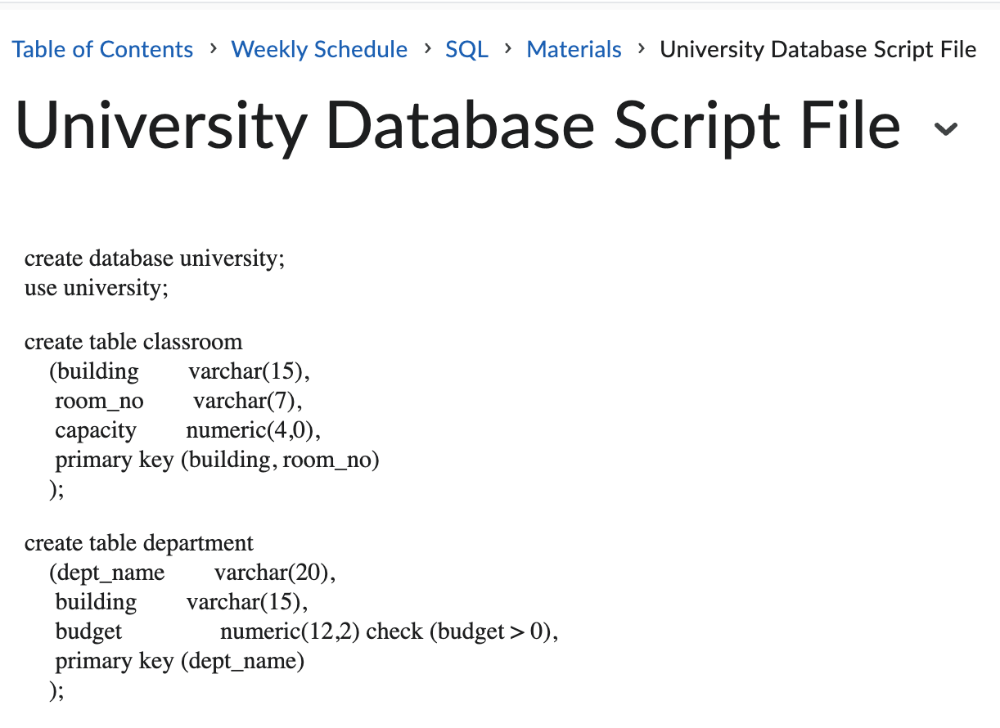 Table of Contents > Weekly Schedule > SQL > Materials > University Database Script File
University Database Script File
create database university;
use university;
create table classroom
(building varchar(15),
room_no varchar(7),
capacity numeric(4,0),
primary key (building, room_no)
);
create table department
(dept_name varchar(20),
building varchar(15),
budget numeric(12,2) check (budget > 0),
primary key (dept_name)
);